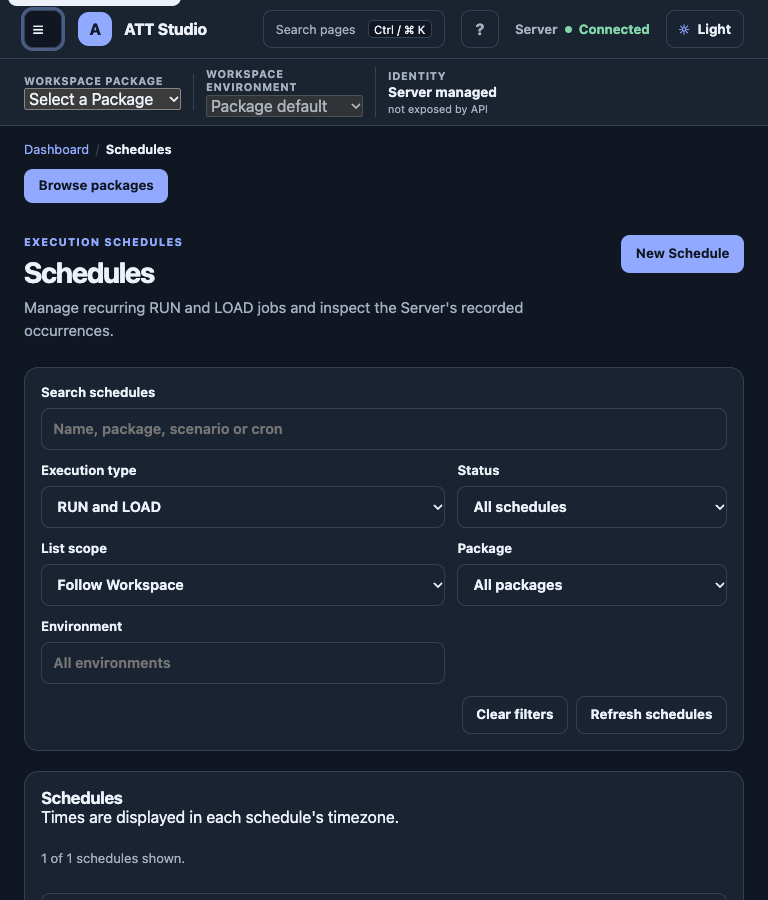 ☰ A ATT Studio Search pages Ctrl / ⌘ K ? Server Connected Light
WORKSPACE PACKAGE
Select a Package
WORKSPACE
ENVIRONMENT
Package default
IDENTITY
Server managed
not exposed by API
Dashboard / Schedules
Browse packages
EXECUTION SCHEDULES
Schedules
New Schedule
Manage recurring RUN and LOAD jobs and inspect the Server's recorded
occurrences.
Search schedules
Name, package, scenario or cron
Execution type Status
RUN and LOAD All schedules
List scope Package
Follow Workspace All packages
Environment
All environments
Clear filters Refresh schedules
Schedules
Times are displayed in each schedule's timezone.
1 of 1 schedules shown.